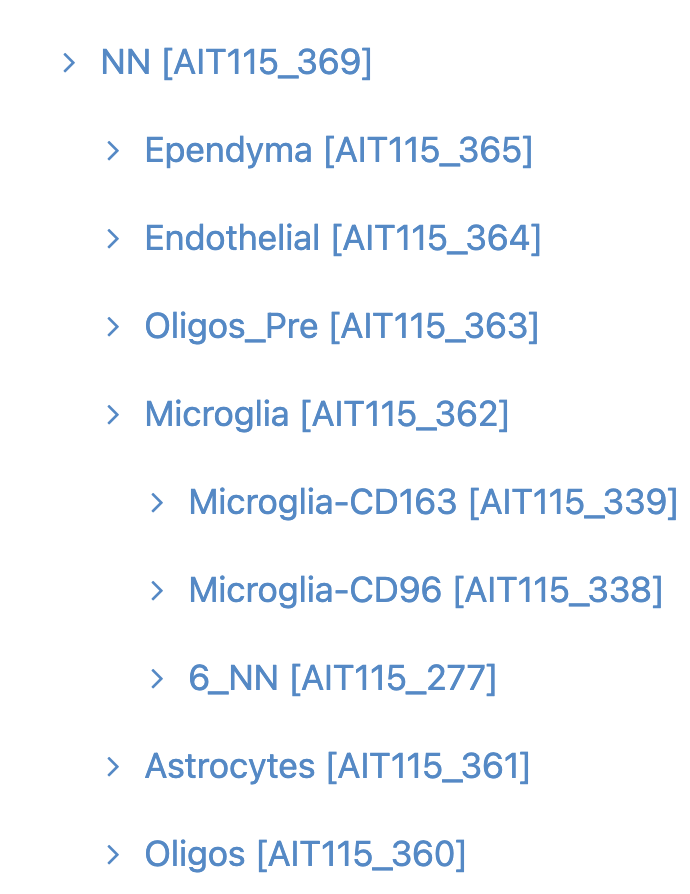 NN [AIT115_369]
Ependyma [AIT115_365]
Endothelial [AIT115_364]
Oligos_Pre [AIT115_363]
Microglia [AIT115_362]
Microglia-CD163 [AIT115_339]
Microglia-CD96 [AIT115_338]
6_NN [AIT115_277]
Astrocytes [AIT115_361]
Oligos [AIT115_360]